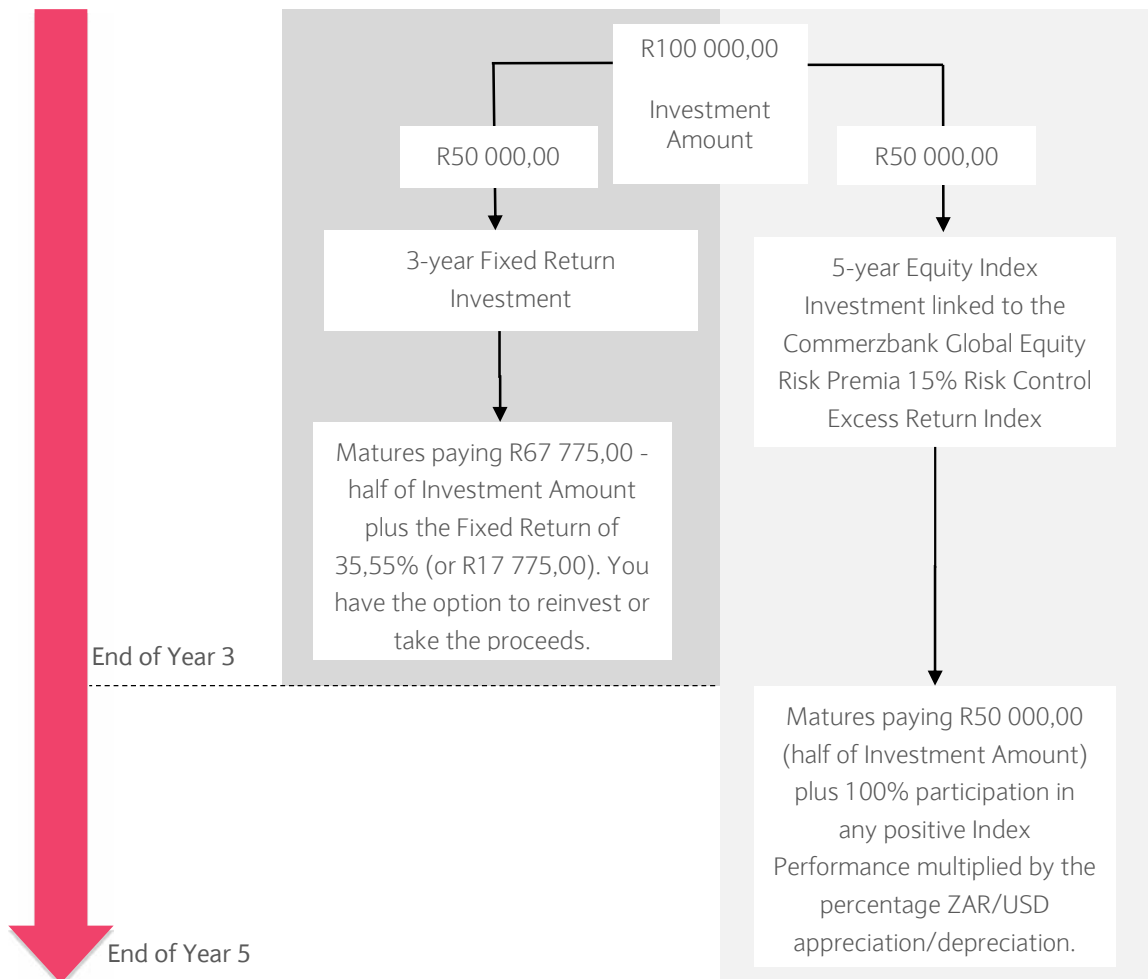 R100 000,00
Investment
Amount
R50 000,00
R50 000,00
3-year Fixed Return
Investment
5-year Equity Index
Investment linked to the
Commerzbank Global Equity
Risk Premia 15% Risk Control
Excess Return Index
Matures paying R67 775,00 -
half of Investment Amount
plus the Fixed Return of
35,55% (or R17 775,00). You
have the option to reinvest or
take the proceeds.
End of Year 3
Matures paying R50 000,00
(half of Investment Amount)
plus 100% participation in
any positive Index
Performance multiplied by the
percentage ZAR/USD
appreciation/depreciation.
End of Year 5